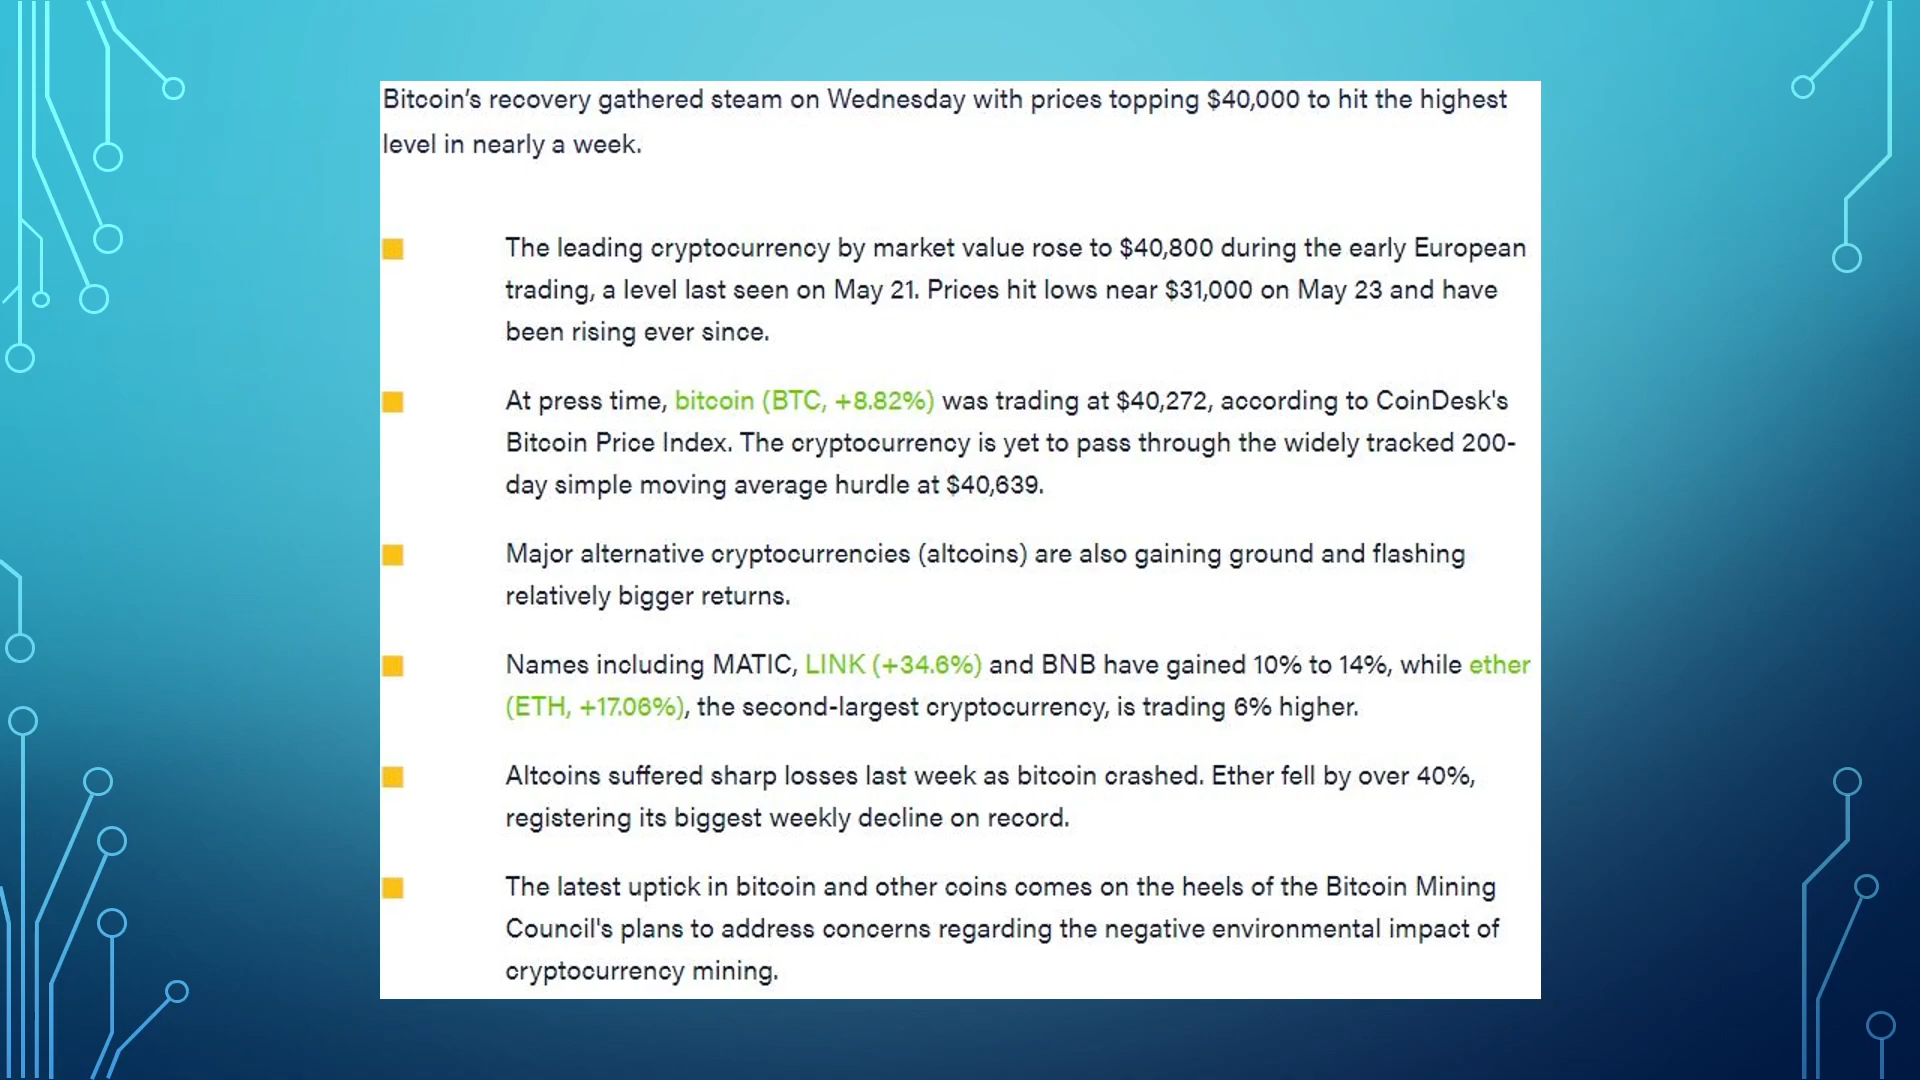 Bitcoin’s recovery gathered steam on Wednesday with prices topping $40,000 to hit the highest
level in nearly a week.
The leading cryptocurrency by market value rose to $40,800 during the early European
trading, a level last seen on May 21. Prices hit lows near $31,000 on May 23 and have
been rising ever since.
At press time, bitcoin (BTC, +8.82%) was trading at $40,272, according to CoinDesk's
Bitcoin Price Index. The cryptocurrency is yet to pass through the widely tracked 200-
day simple moving average hurdle at $40,639.
Major alternative cryptocurrencies (altcoins) are also gaining ground and flashing
relatively bigger returns.
Names including MATIC, LINK (+34.6%) and BNB have gained 10% to 14%, while ether
(ETH, +17.06%), the second-largest cryptocurrency, is trading 6% higher.
Altcoins suffered sharp losses last week as bitcoin crashed. Ether fell by over 40%,
registering its biggest weekly decline on record.
The latest uptick in bitcoin and other coins comes on the heels of the Bitcoin Mining
Council's plans to address concerns regarding the negative environmental impact of
cryptocurrency mining.